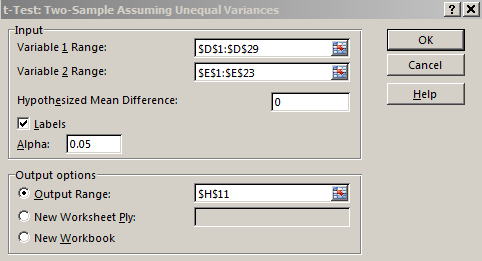 t-Test: Two-Sample Assuming Unequal Variances
Input
Variable 1 Range: $D$1:$D$29
Variable 2 Range: $E$1:$E$23
Hypothesized Mean Difference: 0
Labels
Alpha: 0.05
OK
Cancel
Help
Output options
Output Range: $H$11
New Worksheet Ply:
New Workbook